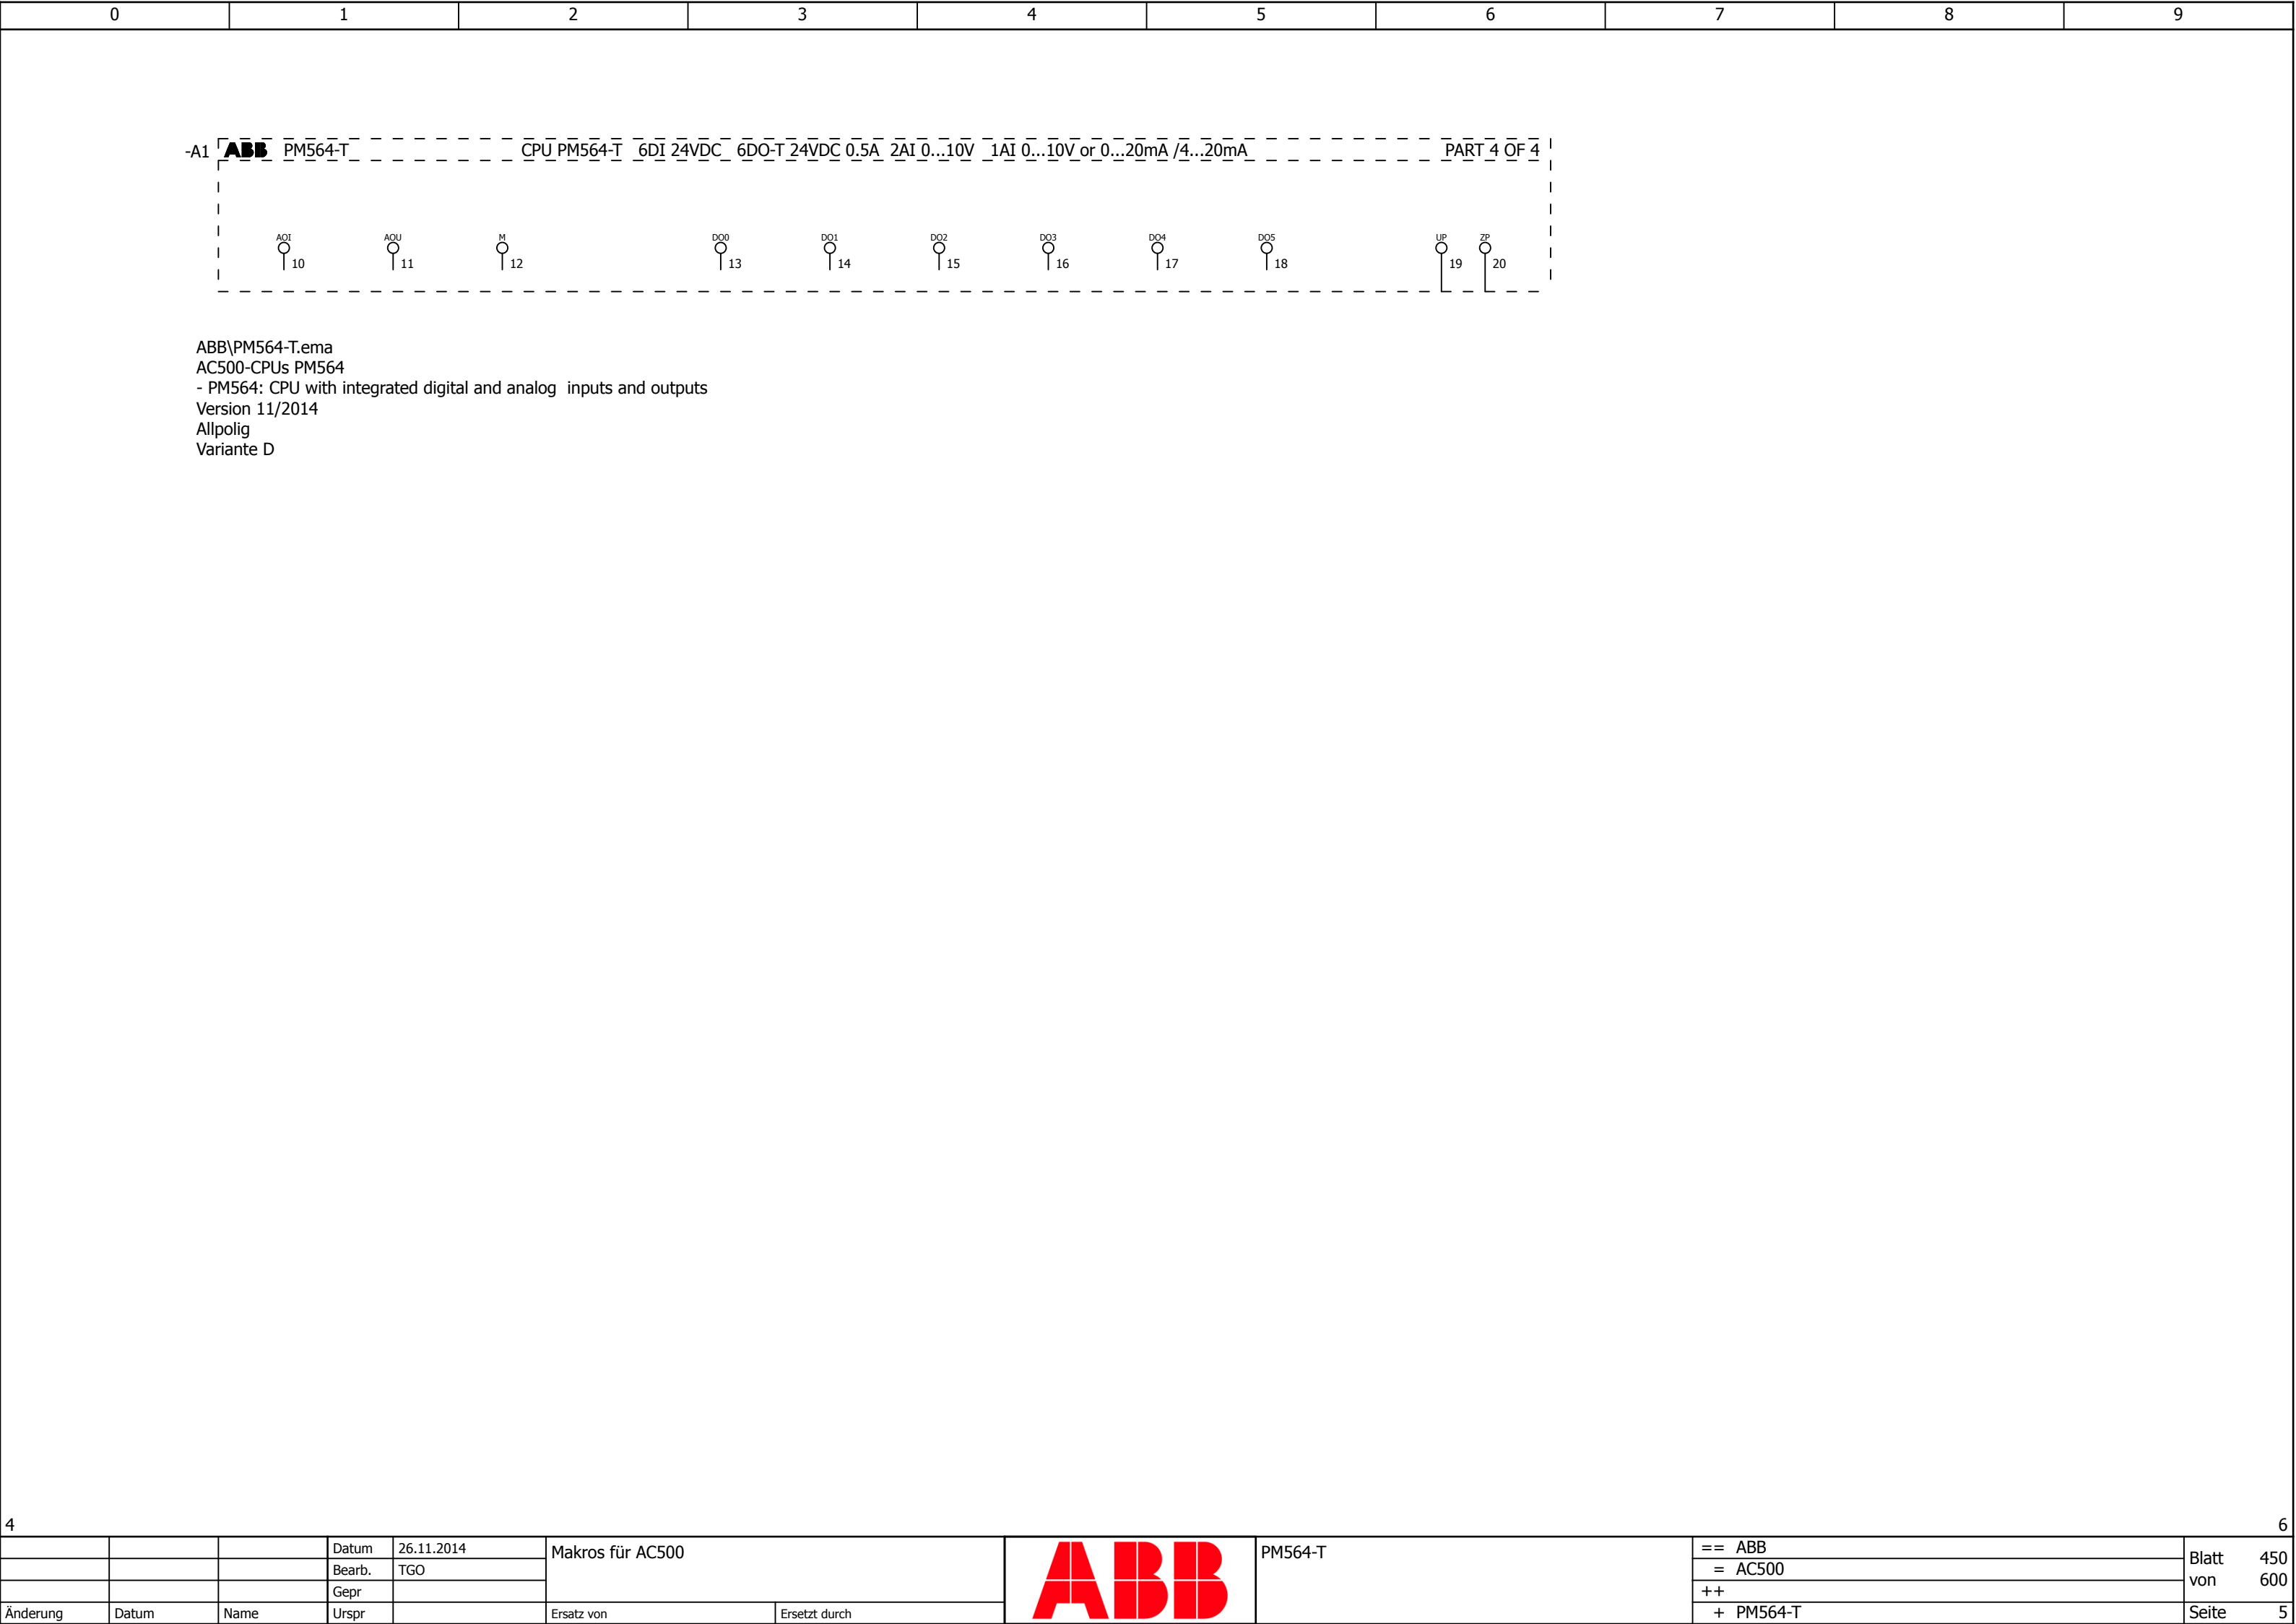 0 1 2 3 4 5 6 7 8 9
-A1 ABB PM564-T CPU PM564-T 6DI 24VDC 6DO-T 24VDC 0.5A 2AI 0...10V 1AI 0...10V or 0...20mA /4...20mA PART 4 OF 4
AOI AOU M DO0 DO1 DO2 DO3 DO4 DO5 UP ZP
10 11 12 13 14 15 16 17 18 19 20
ABB\PM564-T.ema
AC500-CPUs PM564
- PM564: CPU with integrated digital and analog inputs and outputs
Version 11/2014
Allpolig
Variante D
4 6
Datum 26.11.2014
Bearb. TGO
Gepr
Änderung Datum Name Urspr
Makros für AC500
Ersatz von Ersetzt durch
ABB
PM564-T
== ABB
= AC500
++
+ PM564-T
Blatt 450
von 600
Seite 5